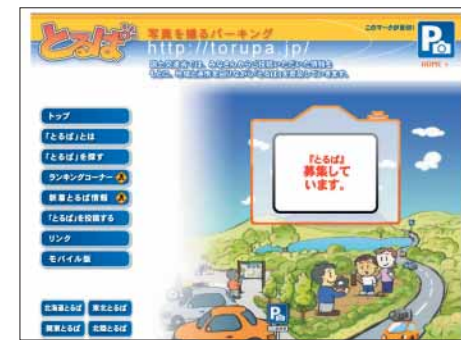 とるぱ
写真を撮るパーキング
http://torupa.jp/
このマークが目印!
P
HOME
トップ
「とるぱ」とは
「とるぱ」を探す
ランキングコーナー
新着とるぱ情報
「とるぱ」を投稿する
リンク
モバイル版
北海道とるぱ 東北とるぱ
関東とるぱ 北陸とるぱ
『とるぱ』
募集して
います。
P